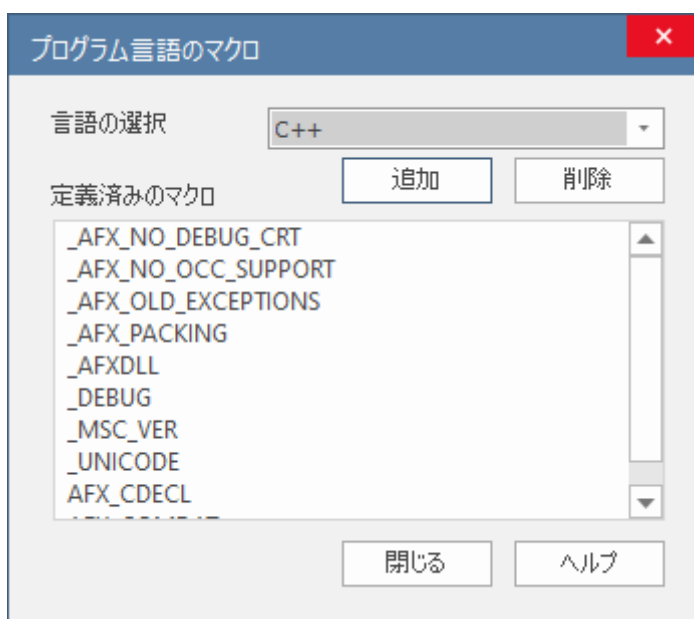 プログラム言語のマクロ
言語の選択
C++
追加
削除
定義済みのマクロ
_AFX_NO_DEBUG_CRT
_AFX_NO_OCC_SUPPORT
_AFX_OLD_EXCEPTIONS
_AFX_PACKING
_AFXDLL
_DEBUG
_MSC_VER
_UNICODE
AFX_CDECL
閉じる
ヘルプ